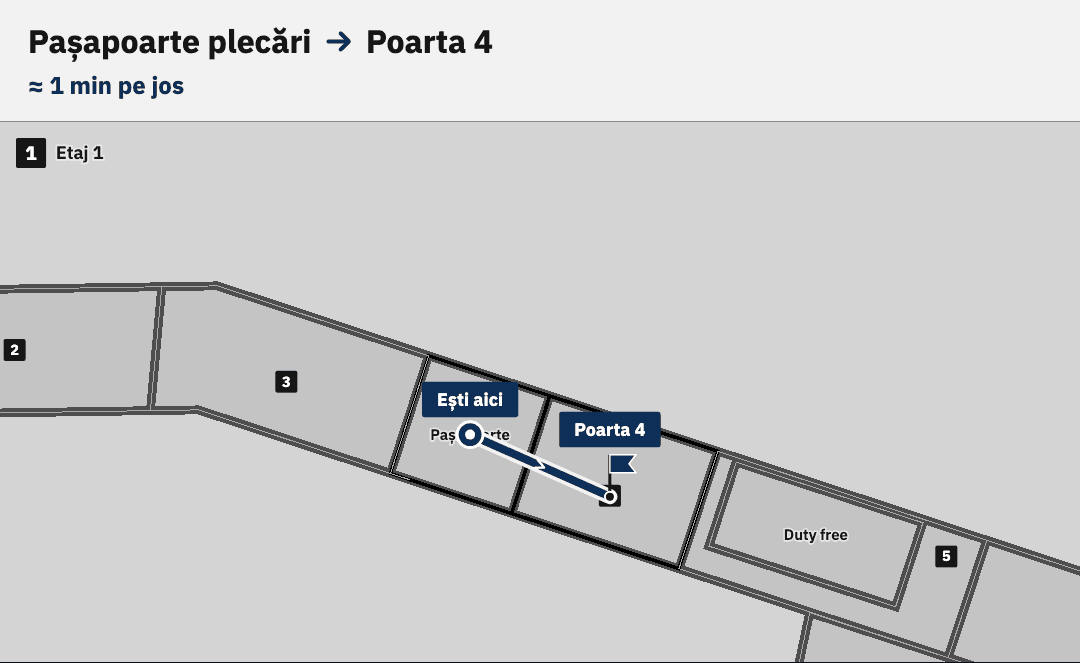 Pașapoarte plecări → Poarta 4
≈ 1 min pe jos
1 Etaj 1
2
3
Ești aici
Poarta 4
Duty free
5